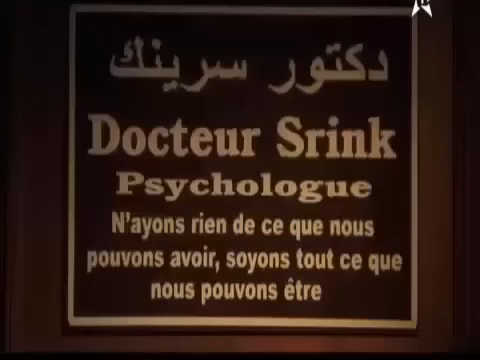 دكتور سرينك
Docteur Srink
Psychologue
N'ayons rien de ce que nous
pouvons avoir, soyons tout ce que
nous pouvons être